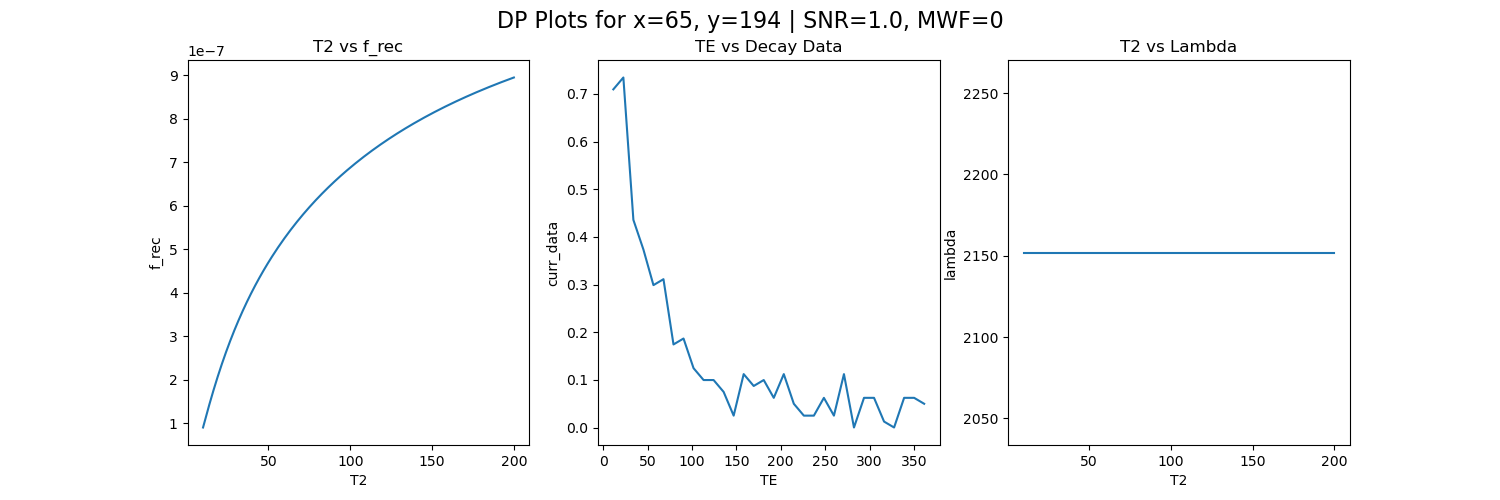 DP Plots for x=65, y=194 | SNR=1.0, MWF=0
T2 vs f_rec
1e−7
9
8
7
6
5
4
3
2
1
f_rec
50 100 150 200
T2
TE vs Decay Data
0.7
0.6
0.5
0.4
0.3
0.2
0.1
0.0
curr_data
0 50 100 150 200 250 300 350
TE
T2 vs Lambda
2250
2200
2150
2100
2050
lambda
50 100 150 200
T2